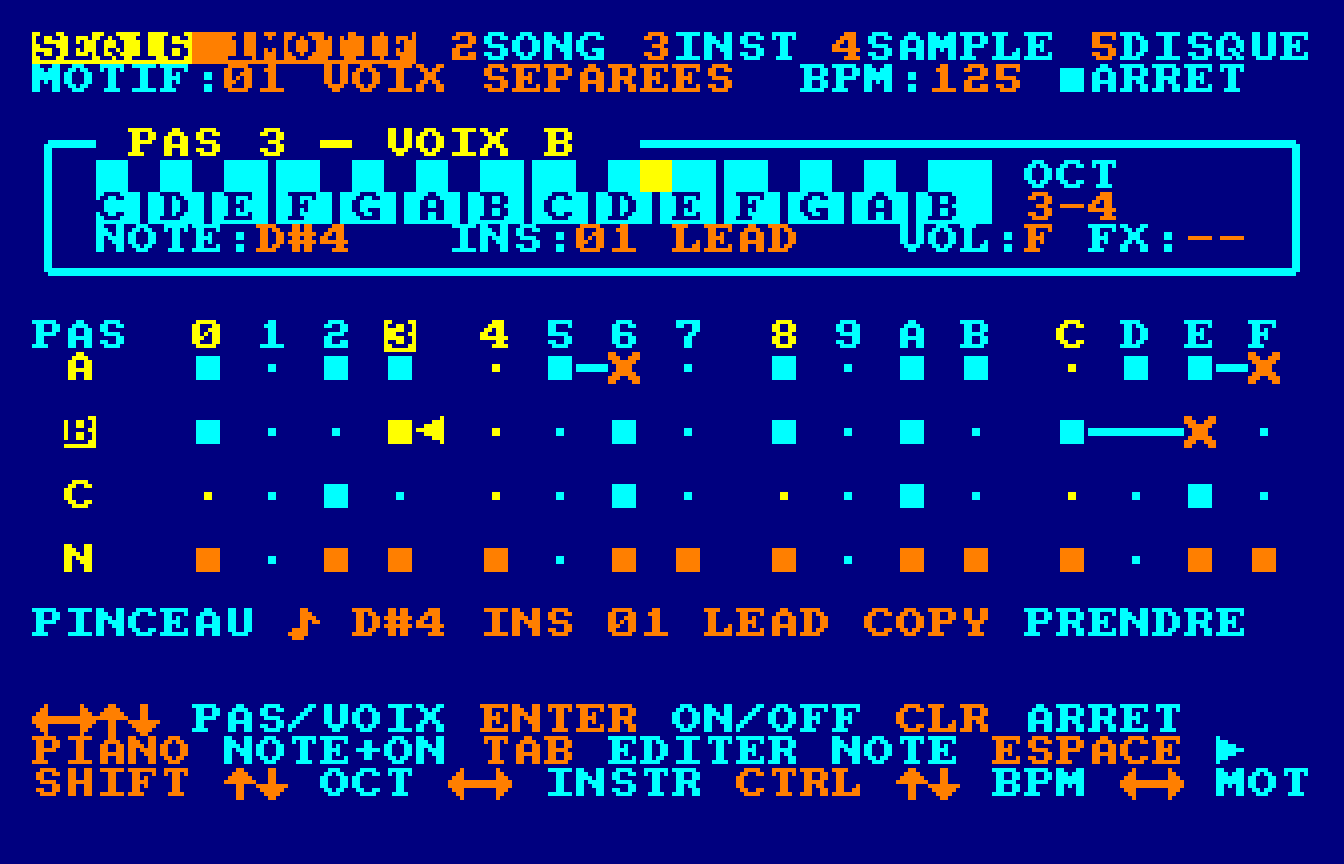 SEQ16 1MOTIF 2SONG 3INST 4SAMPLE 5DISQUE
MOTIF:01 VOIX SEPAREES BPM:125 ■ARRET
PAS 3 – VOIX B
OCT
C D E F G A B C D E F G A B 3-4
NOTE:D#4 INS:01 LEAD VOL:F FX:--
PAS 0 1 2 3 4 5 6 7 8 9 A B C D E F
A
B
C
N
PINCEAU ♪ D#4 INS 01 LEAD COPY PRENDRE
↔↑↓ PAS/VOIX ENTER ON/OFF CLR ARRET
PIANO NOTE+ON TAB EDITER NOTE ESPACE ►
SHIFT ↑↓ OCT ↔ INSTR CTRL ↑↓ BPM ↔ MOT